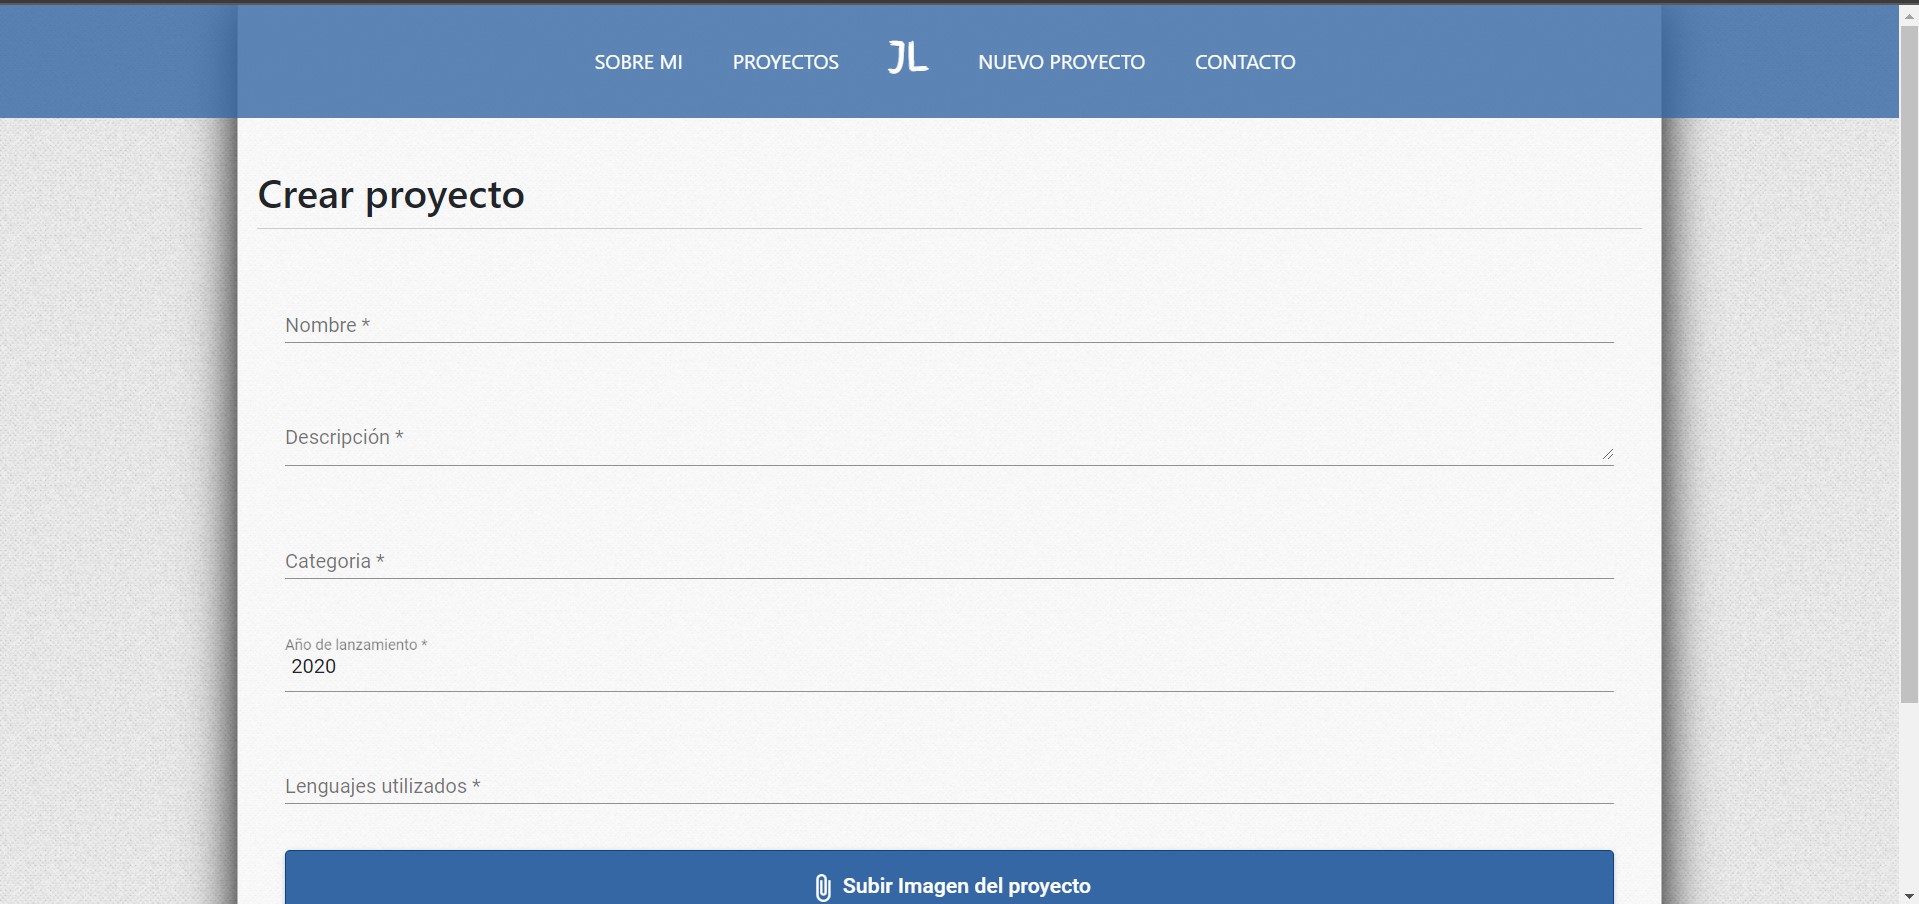 SOBRE MI PROYECTOS JL NUEVO PROYECTO CONTACTO
Crear proyecto
Nombre *
Descripción *
Categoria *
Año de lanzamiento *
2020
Lenguajes utilizados *
Subir Imagen del proyecto